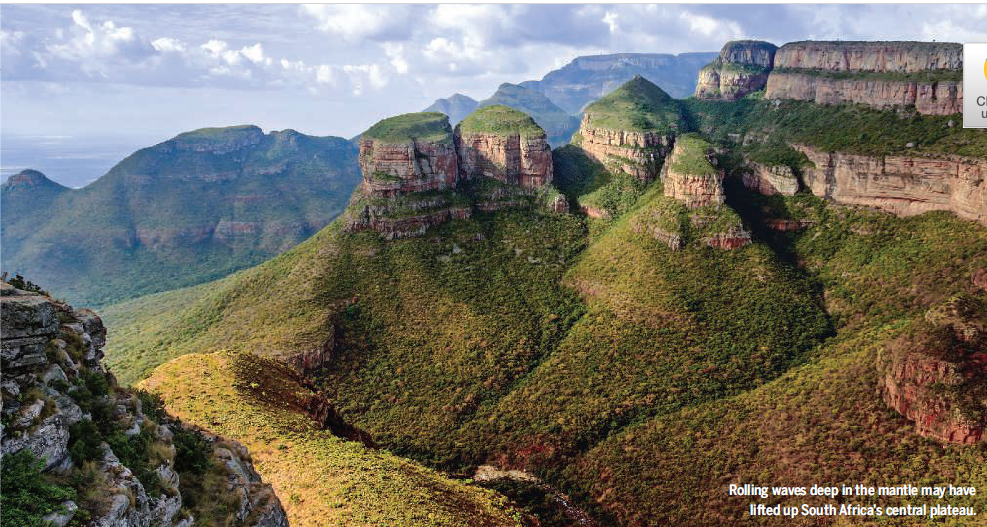 Rolling waves deep in the mantle may have
lifted up South Africa's central plateau.